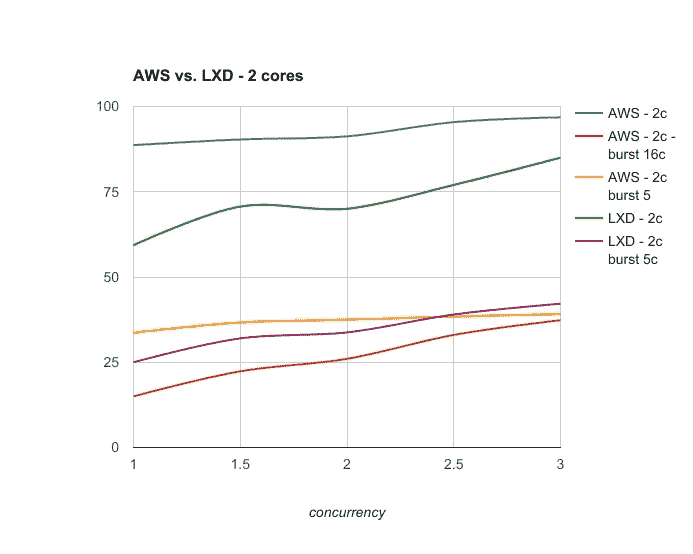 AWS vs. LXD - 2 cores
100
75
50
25
0
1
1.5
2
2.5
3
concurrency
AWS - 2c
AWS - 2c -
burst 16c
AWS - 2c
burst 5
LXD - 2c
LXD - 2c
burst 5c